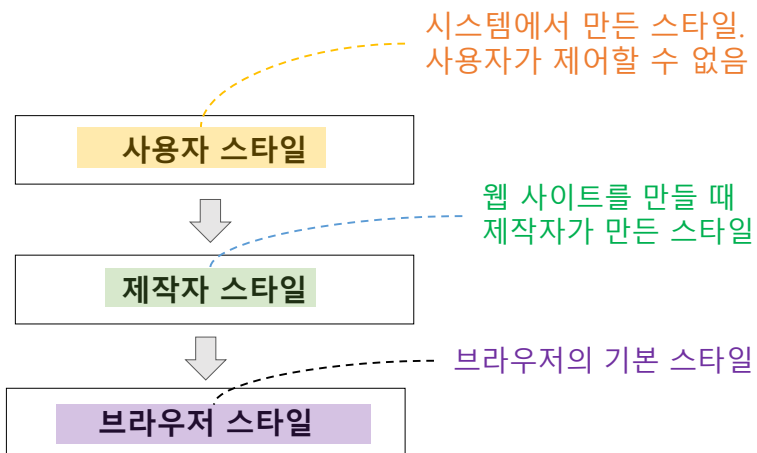 시스템에서 만든 스타일.
사용자가 제어할 수 없음
사용자 스타일
웹 사이트를 만들 때
제작자가 만든 스타일
제작자 스타일
브라우저의 기본 스타일
브라우저 스타일